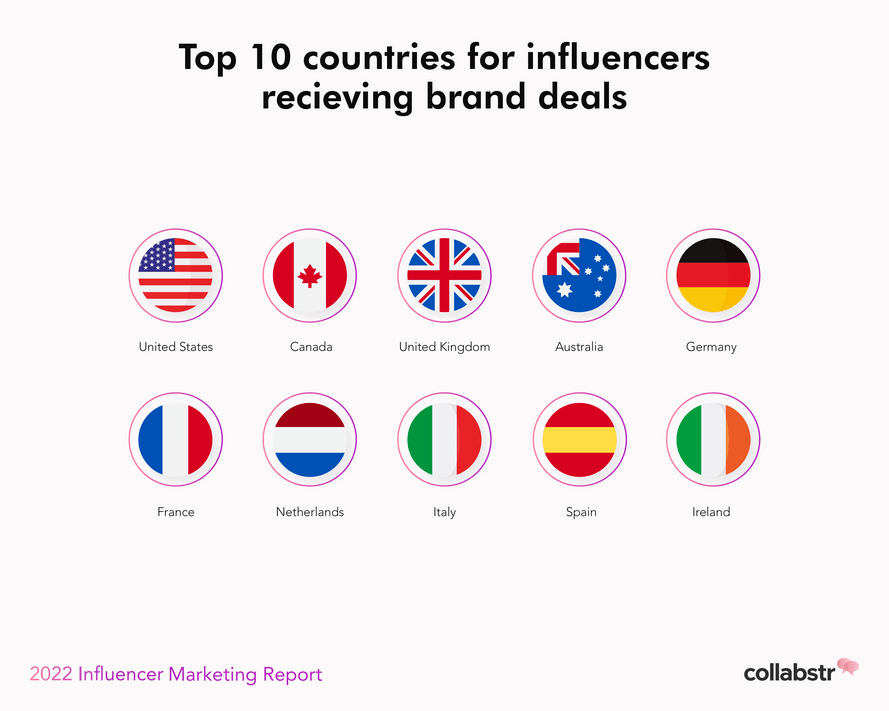 Top 10 countries for influencers
recieving brand deals
United States
Canada
United Kingdom
Australia
Germany
France
Netherlands
Italy
Spain
Ireland
2022 Influencer Marketing Report
collabstr